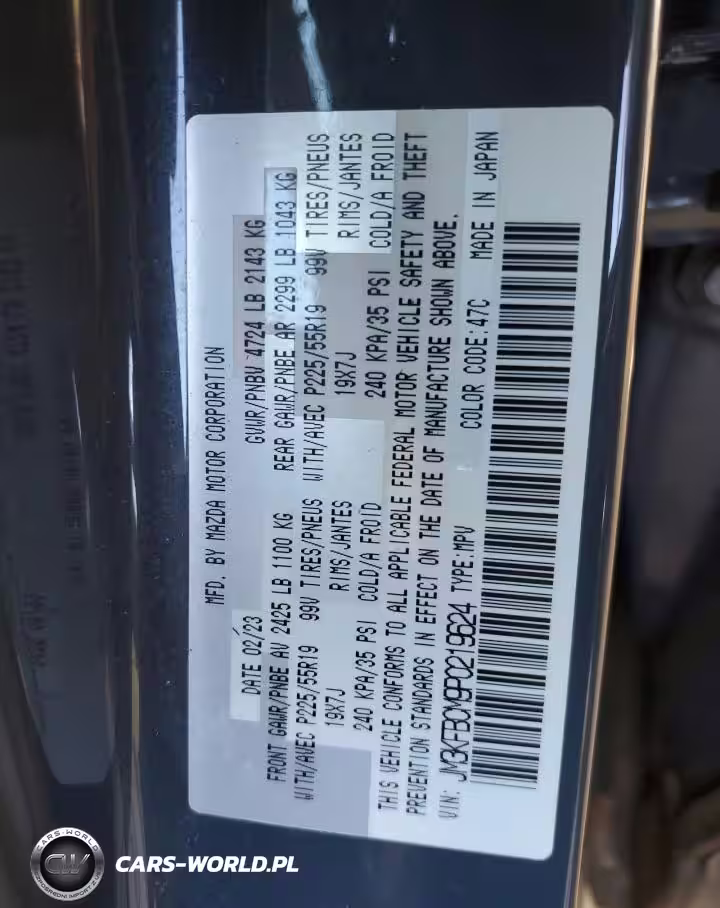 MFD. BY MAZDA MOTOR CORPORATION
DATE 02/23 GVWR/PNBV 4724 LB 2143 KG
FRONT GAWR/PNBE AV 2425 LB 1100 KG REAR GAWR/PNBE AR 2299 LB 1043 KG
WITH/AVEC P225/55R19 99V TIRES/PNEUS WITH/AVEC P225/55R19 99V TIRES/PNEUS
19X7J RIMS/JANTES 19X7J RIMS/JANTES
240 KPA/35 PSI COLD/A FROID 240 KPA/35 PSI COLD/A FROID
THIS VEHICLE CONFORMS TO ALL APPLICABLE FEDERAL MOTOR VEHICLE SAFETY AND THEFT
PREVENTION STANDARDS IN EFFECT ON THE DATE OF MANUFACTURE SHOWN ABOVE.
VIN: JM3KFBCM9P0219624 TYPE:MPV COLOR CODE:47C MADE IN JAPAN
CARS-WORLD
CW
CARS-WORLD.PL